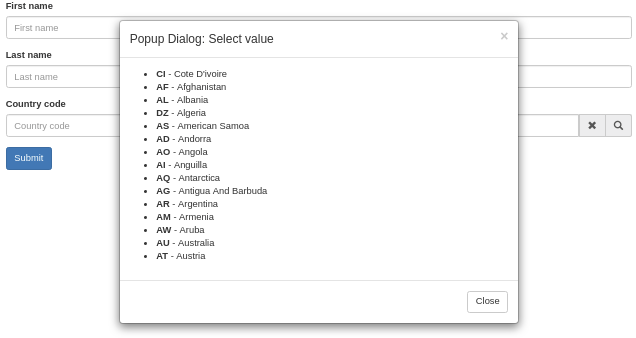 First name
First name
Last name
Last name
Country code
Country code
Submit
Popup Dialog: Select value
×
• CI - Cote D'ivoire
• AF - Afghanistan
• AL - Albania
• DZ - Algeria
• AS - American Samoa
• AD - Andorra
• AO - Angola
• AI - Anguilla
• AQ - Antarctica
• AG - Antigua And Barbuda
• AR - Argentina
• AM - Armenia
• AW - Aruba
• AU - Australia
• AT - Austria
Close